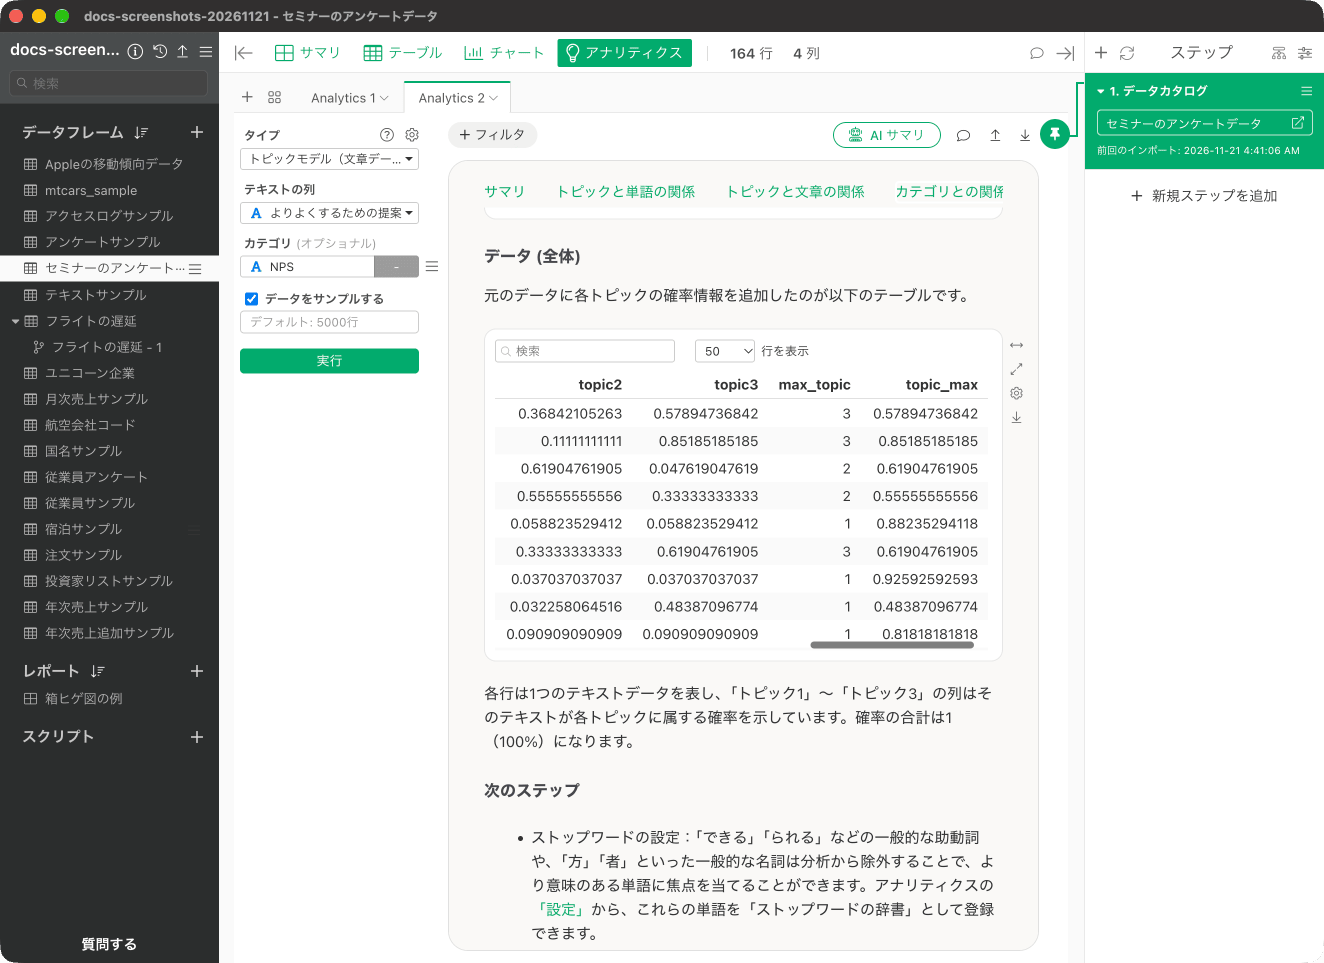 docs-screenshots-20261121 - セミナーのアンケートデータ
docs-screen...
検索
データフレーム
Appleの移動傾向データ
mtcars_sample
アクセスログサンプル
アンケートサンプル
セミナーのアンケート…
テキストサンプル
フライトの遅延
フライトの遅延 - 1
ユニコーン企業
月次売上サンプル
航空会社コード
国名サンプル
従業員アンケート
従業員サンプル
宿泊サンプル
注文サンプル
投資家リストサンプル
年次売上サンプル
年次売上追加サンプル
レポート
箱ヒゲ図の例
スクリプト
質問する
サマリ テーブル チャート アナリティクス 164 行 4 列
Analytics 1 Analytics 2
タイプ
トピックモデル（文章デー...
テキストの列
A よりよくするための提案
カテゴリ (オプショナル)
A NPS -
データをサンプルする
デフォルト: 5000行
実行
+ フィルタ
AI サマリ
サマリ トピックと単語の関係 トピックと文章の関係 カテゴリとの関係
データ (全体)
元のデータに各トピックの確率情報を追加したのが以下のテーブルです。
検索 50 行を表示
topic2 topic3 max_topic topic_max
0.36842105263 0.57894736842 3 0.57894736842
0.11111111111 0.85185185185 3 0.85185185185
0.61904761905 0.047619047619 2 0.61904761905
0.55555555556 0.33333333333 2 0.55555555556
0.058823529412 0.058823529412 1 0.88235294118
0.33333333333 0.61904761905 3 0.61904761905
0.037037037037 0.037037037037 1 0.92592592593
0.032258064516 0.48387096774 1 0.48387096774
0.090909090909 0.090909090909 1 0.81818181818
各行は1つのテキストデータを表し、「トピック1」〜「トピック3」の列はそ
のテキストが各トピックに属する確率を示しています。確率の合計は1
（100%）になります。
次のステップ
• ストップワードの設定：「できる」「られる」などの一般的な助動詞
や、「方」「者」といった一般的な名詞は分析から除外することで、よ
り意味のある単語に焦点を当てることができます。アナリティクスの
「設定」から、これらの単語を「ストップワードの辞書」として登録
できます。
ステップ
1. データカタログ
セミナーのアンケートデータ
前回のインポート: 2026-11-21 4:41:06 AM
+ 新規ステップを追加